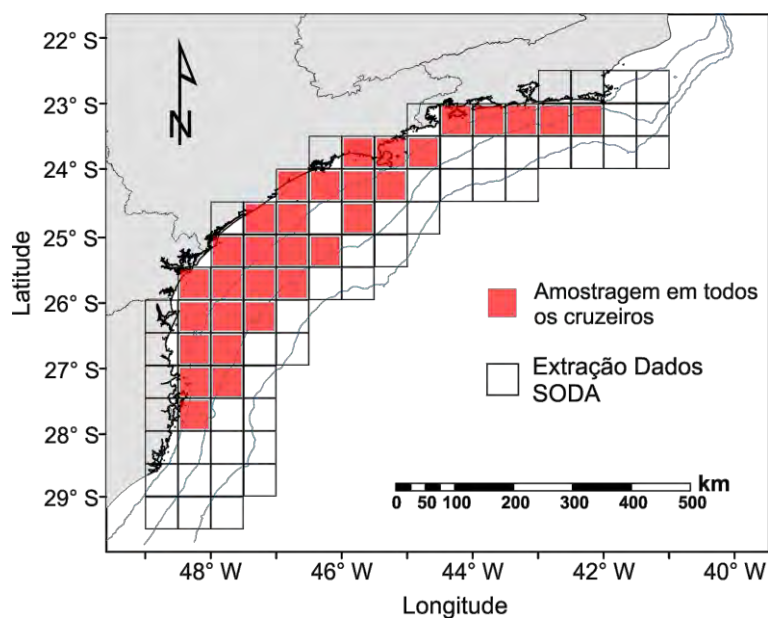 22° S
23° S
24° S
25° S
26° S
27° S
28° S
29° S
Latitude
N
Amostragem em todos
os cruzeiros
Extração Dados
SODA
km
0 50 100 200 300 400 500
48° W 46° W 44° W 42° W 40° W
Longitude